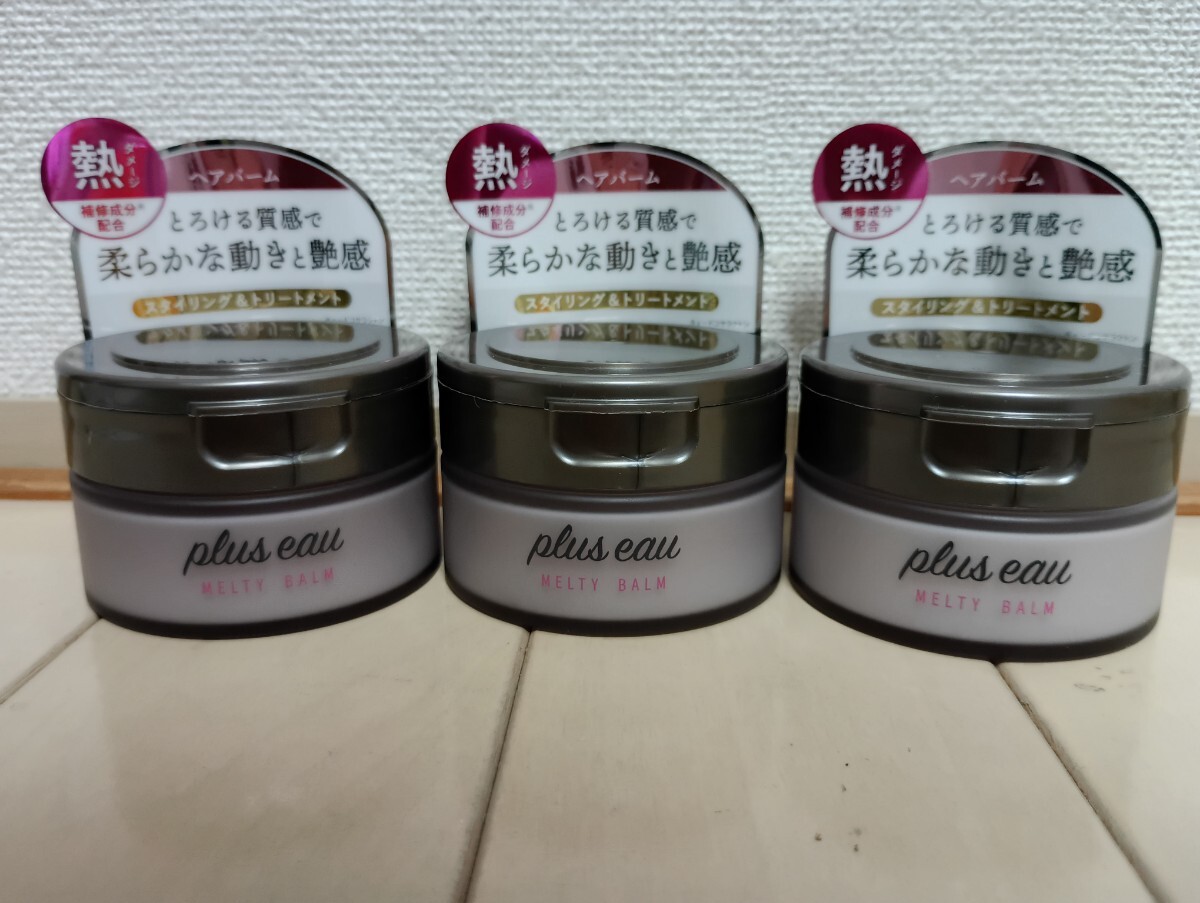 熱
ダメージ
補修成分※
配合
ヘアバーム
とろける質感で
柔らかな動きと艶感
スタイリング&トリートメント
plus eau
MELTY BALM
熱
ダメージ
補修成分※
配合
ヘアバーム
とろける質感で
柔らかな動きと艶感
スタイリング&トリートメント
plus eau
MELTY BALM
熱
ダメージ
補修成分※
配合
ヘアバーム
とろける質感で
柔らかな動きと艶感
スタイリング&トリートメント
plus eau
MELTY BALM